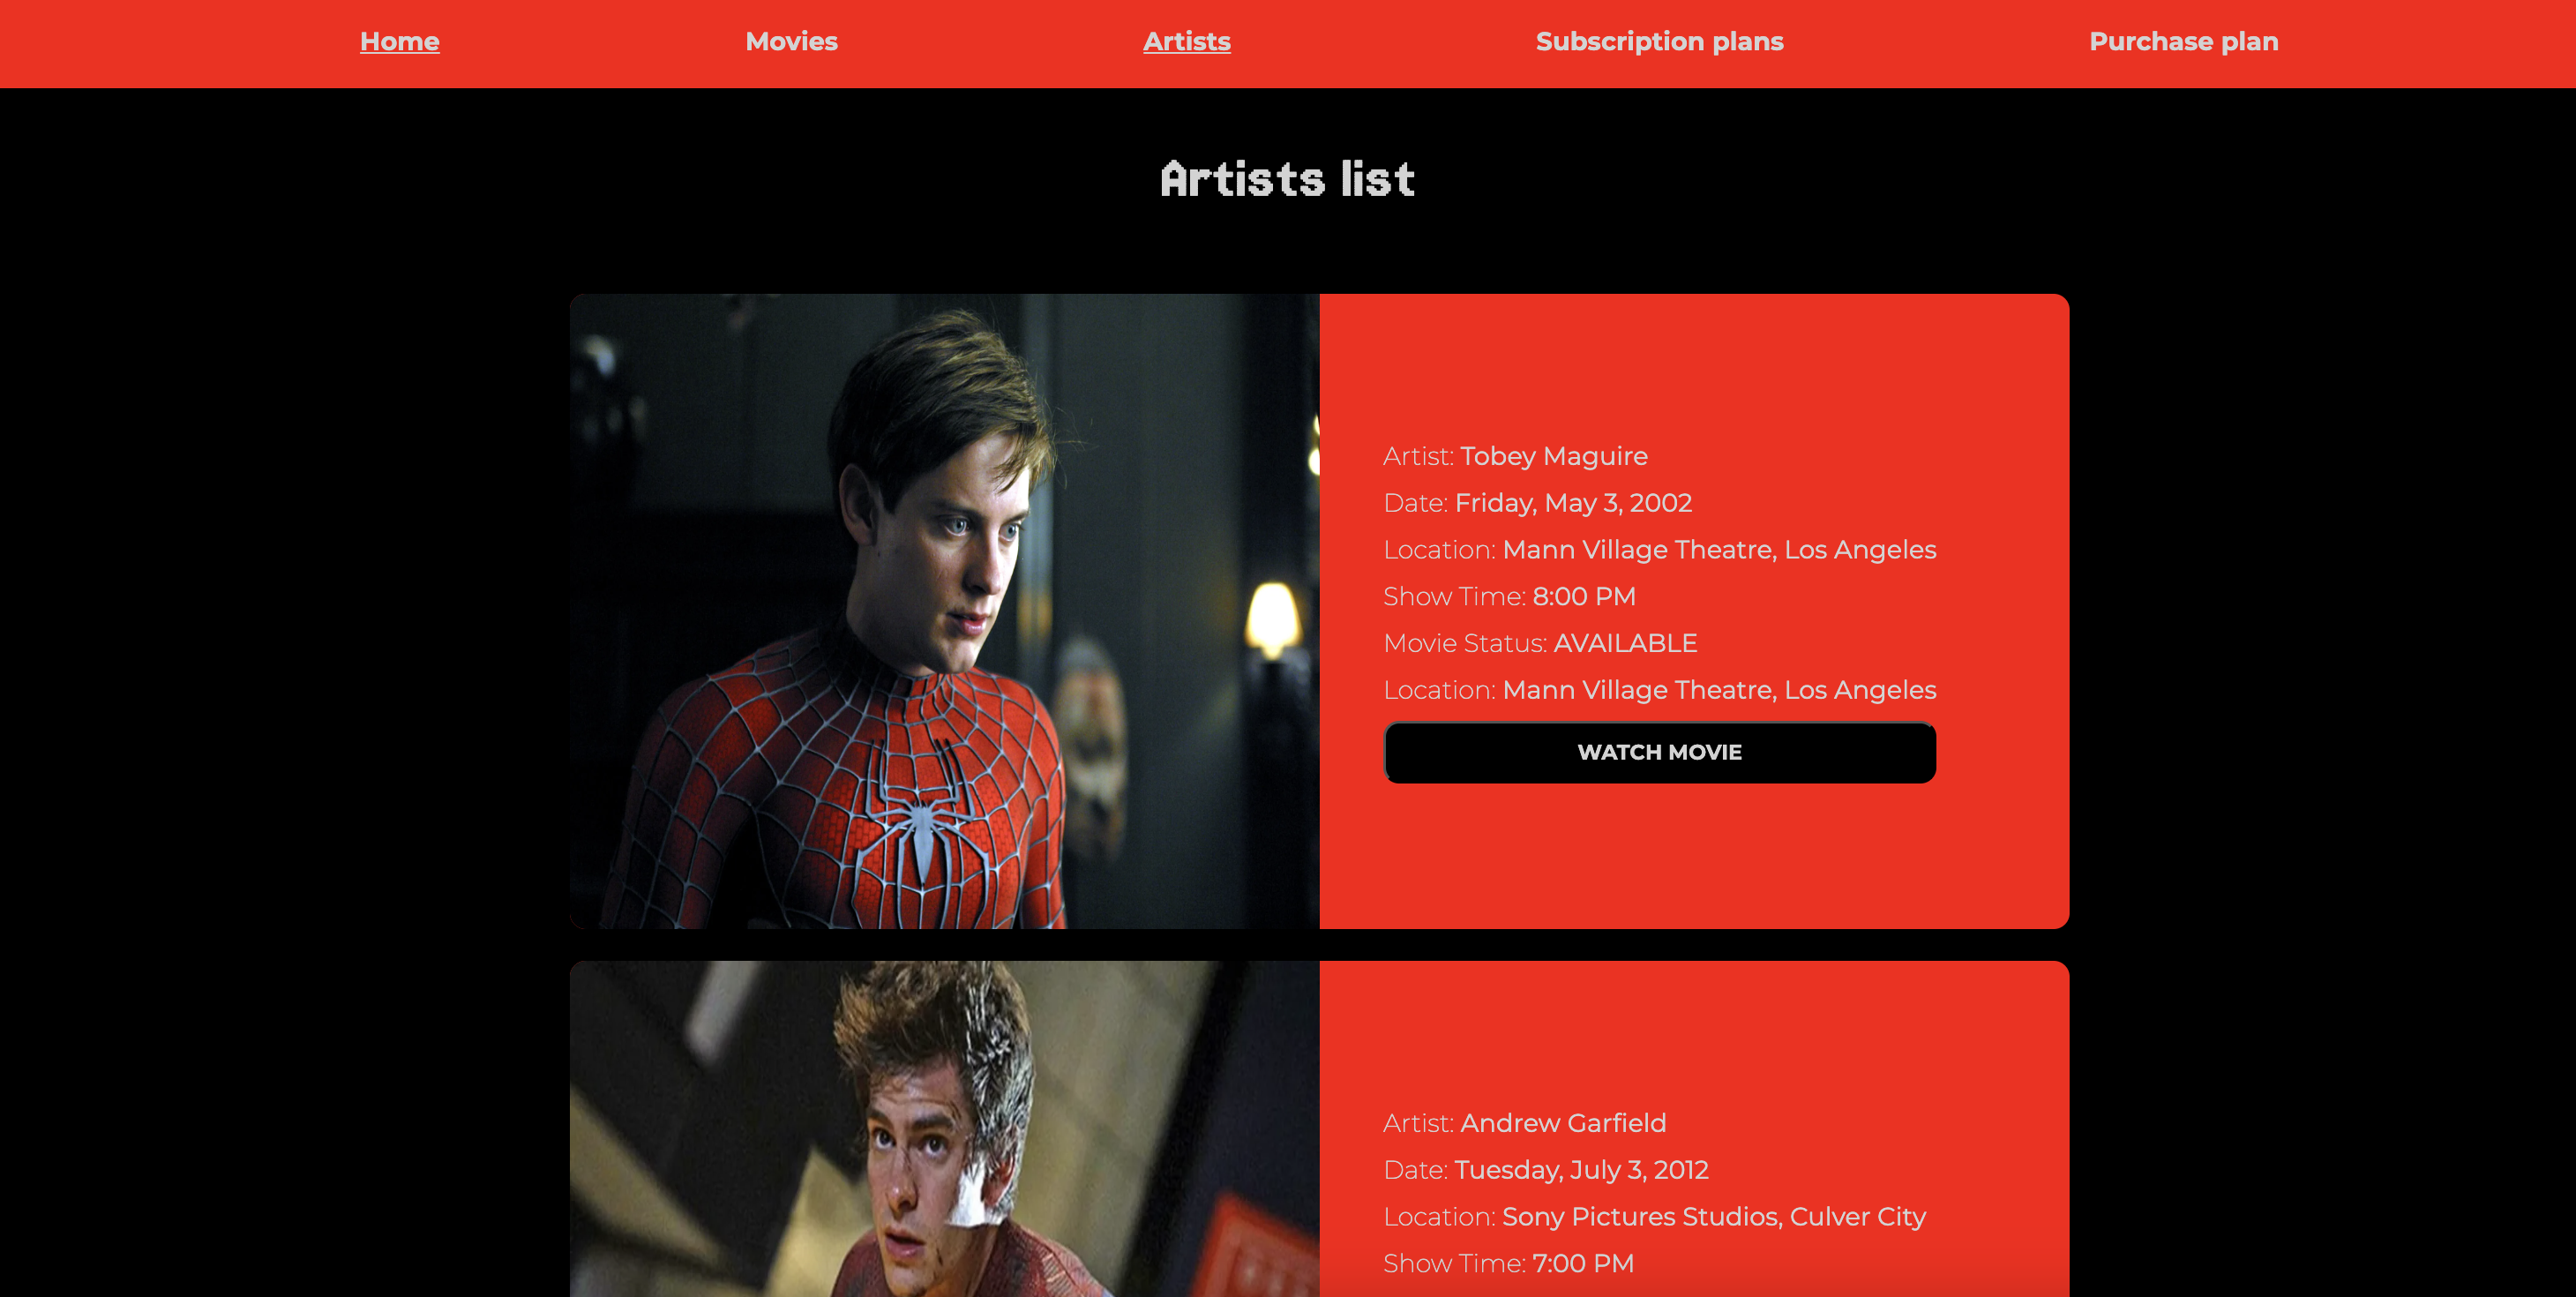 Home Movies Artists Subscription plans Purchase plan
Artists list
Artist: Tobey Maguire
Date: Friday, May 3, 2002
Location: Mann Village Theatre, Los Angeles
Show Time: 8:00 PM
Movie Status: AVAILABLE
Location: Mann Village Theatre, Los Angeles
WATCH MOVIE
Artist: Andrew Garfield
Date: Tuesday, July 3, 2012
Location: Sony Pictures Studios, Culver City
Show Time: 7:00 PM